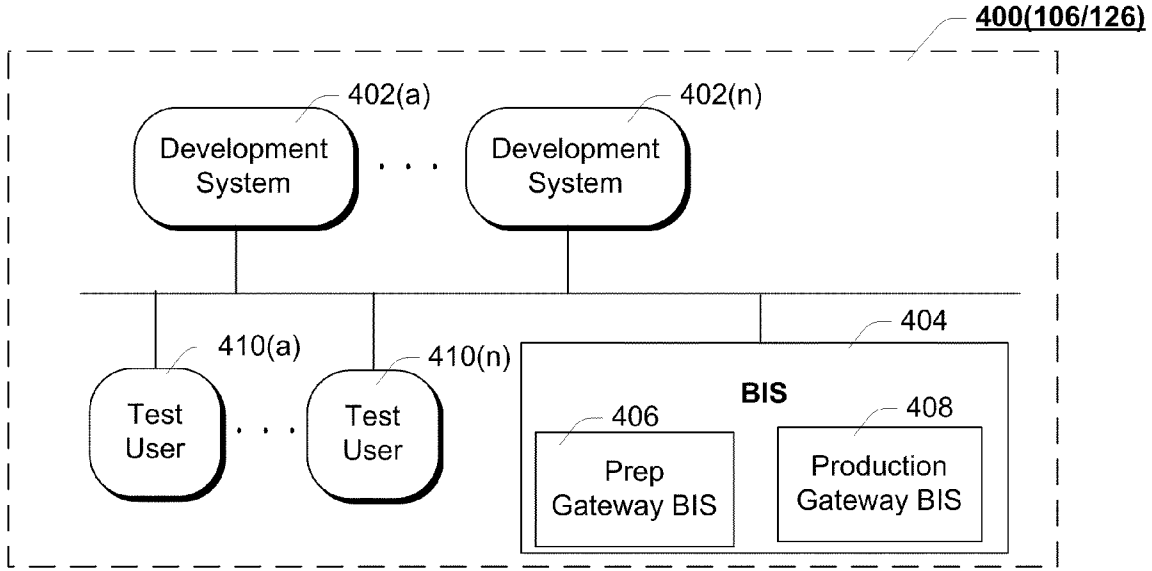 400(106/126)
402(a)
402(n)
Development
System
. . .
Development
System
404
410(a)
410(n)
BIS
406
408
Test
User
. . .
Test
User
Prep
Gateway BIS
Production
Gateway BIS